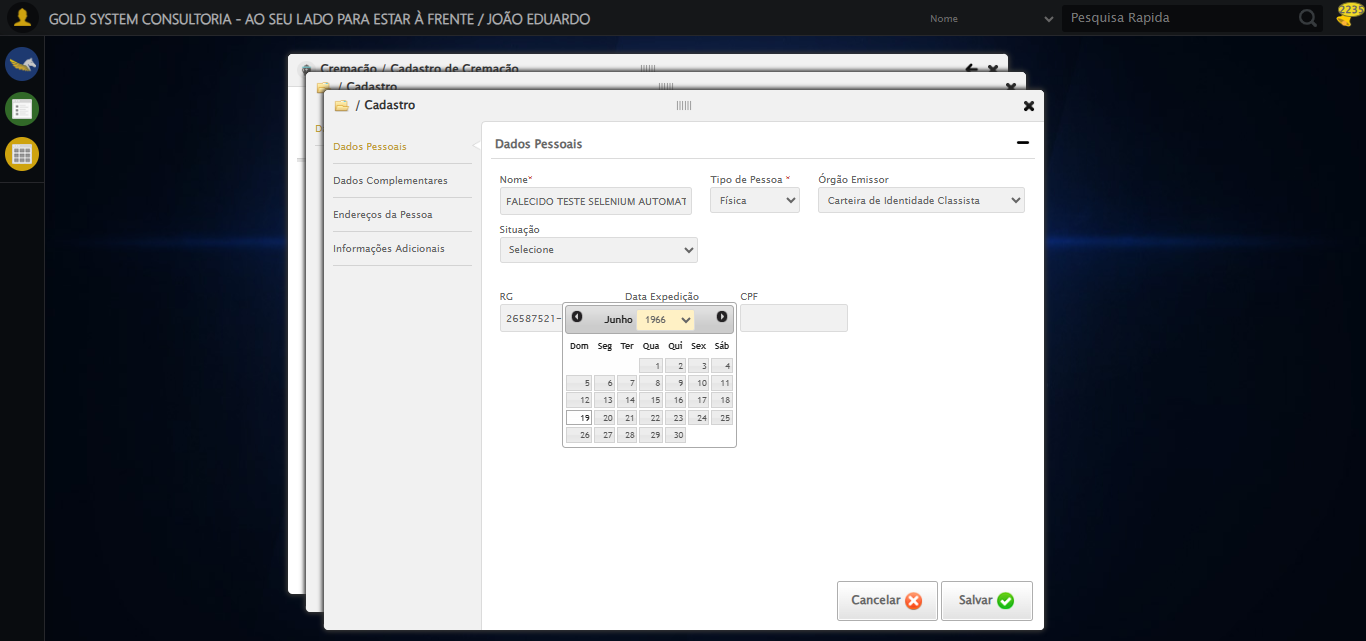 GOLD SYSTEM CONSULTORIA - AO SEU LADO PARA ESTAR À FRENTE / JOÃO EDUARDO
Nome
Pesquisa Rapida
2235
Cremação / Cadastro de Cremação
/ Cadastro
/ Cadastro
D
Dados Pessoais
Dados Complementares
Endereços da Pessoa
Informações Adicionais
Dados Pessoais
Nome* Tipo de Pessoa * Órgão Emissor
FALECIDO TESTE SELENIUM AUTOMAT Física Carteira de Identidade Classista
Situação
Selecione
RG Data Expedição CPF
26587521-
Junho 1966
Dom Seg Ter Qua Qui Sex Sáb
1 2 3 4
5 6 7 8 9 10 11
12 13 14 15 16 17 18
19 20 21 22 23 24 25
26 27 28 29 30
Cancelar Salvar